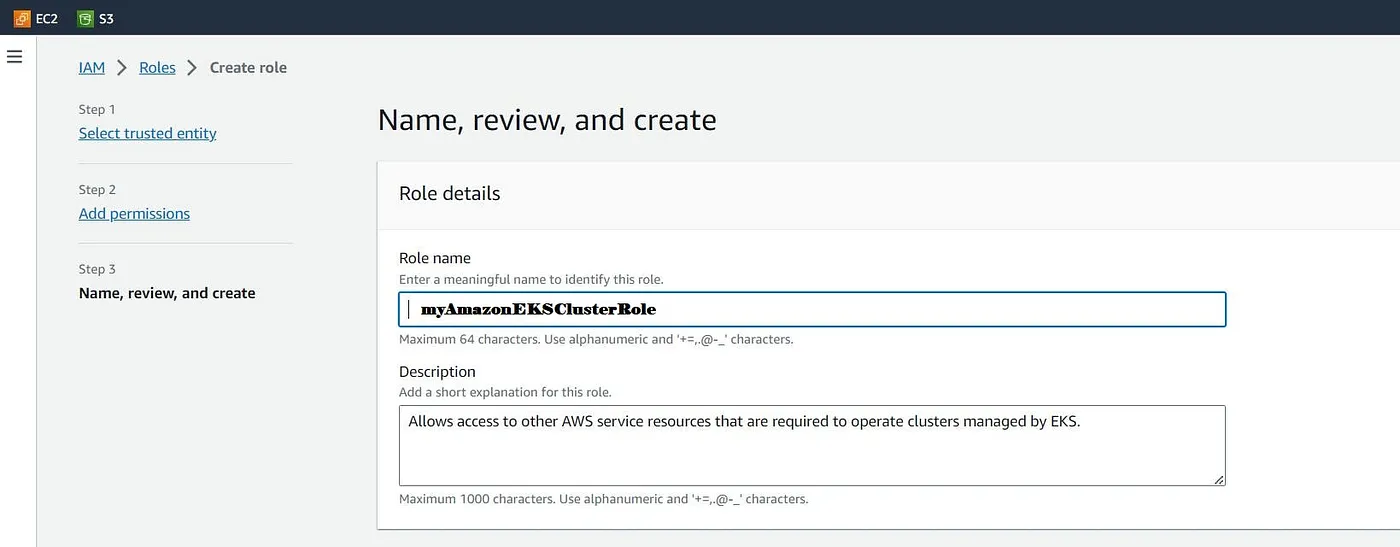 EC2 S3
IAM Roles Create role
Step 1
Select trusted entity
Step 2
Add permissions
Step 3
Name, review, and create
Name, review, and create
Role details
Role name
Enter a meaningful name to identify this role.
myAmazonEKSClusterRole
Maximum 64 characters. Use alphanumeric and '+=,.@-_' characters.
Description
Add a short explanation for this role.
Allows access to other AWS service resources that are required to operate clusters managed by EKS.
Maximum 1000 characters. Use alphanumeric and '+=,.@-_' characters.